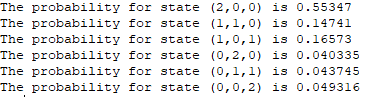 The probability for state (2,0,0) is 0.55347
The probability for state (1,1,0) is 0.14741
The probability for state (1,0,1) is 0.16573
The probability for state (0,2,0) is 0.040335
The probability for state (0,1,1) is 0.043745
The probability for state (0,0,2) is 0.049316